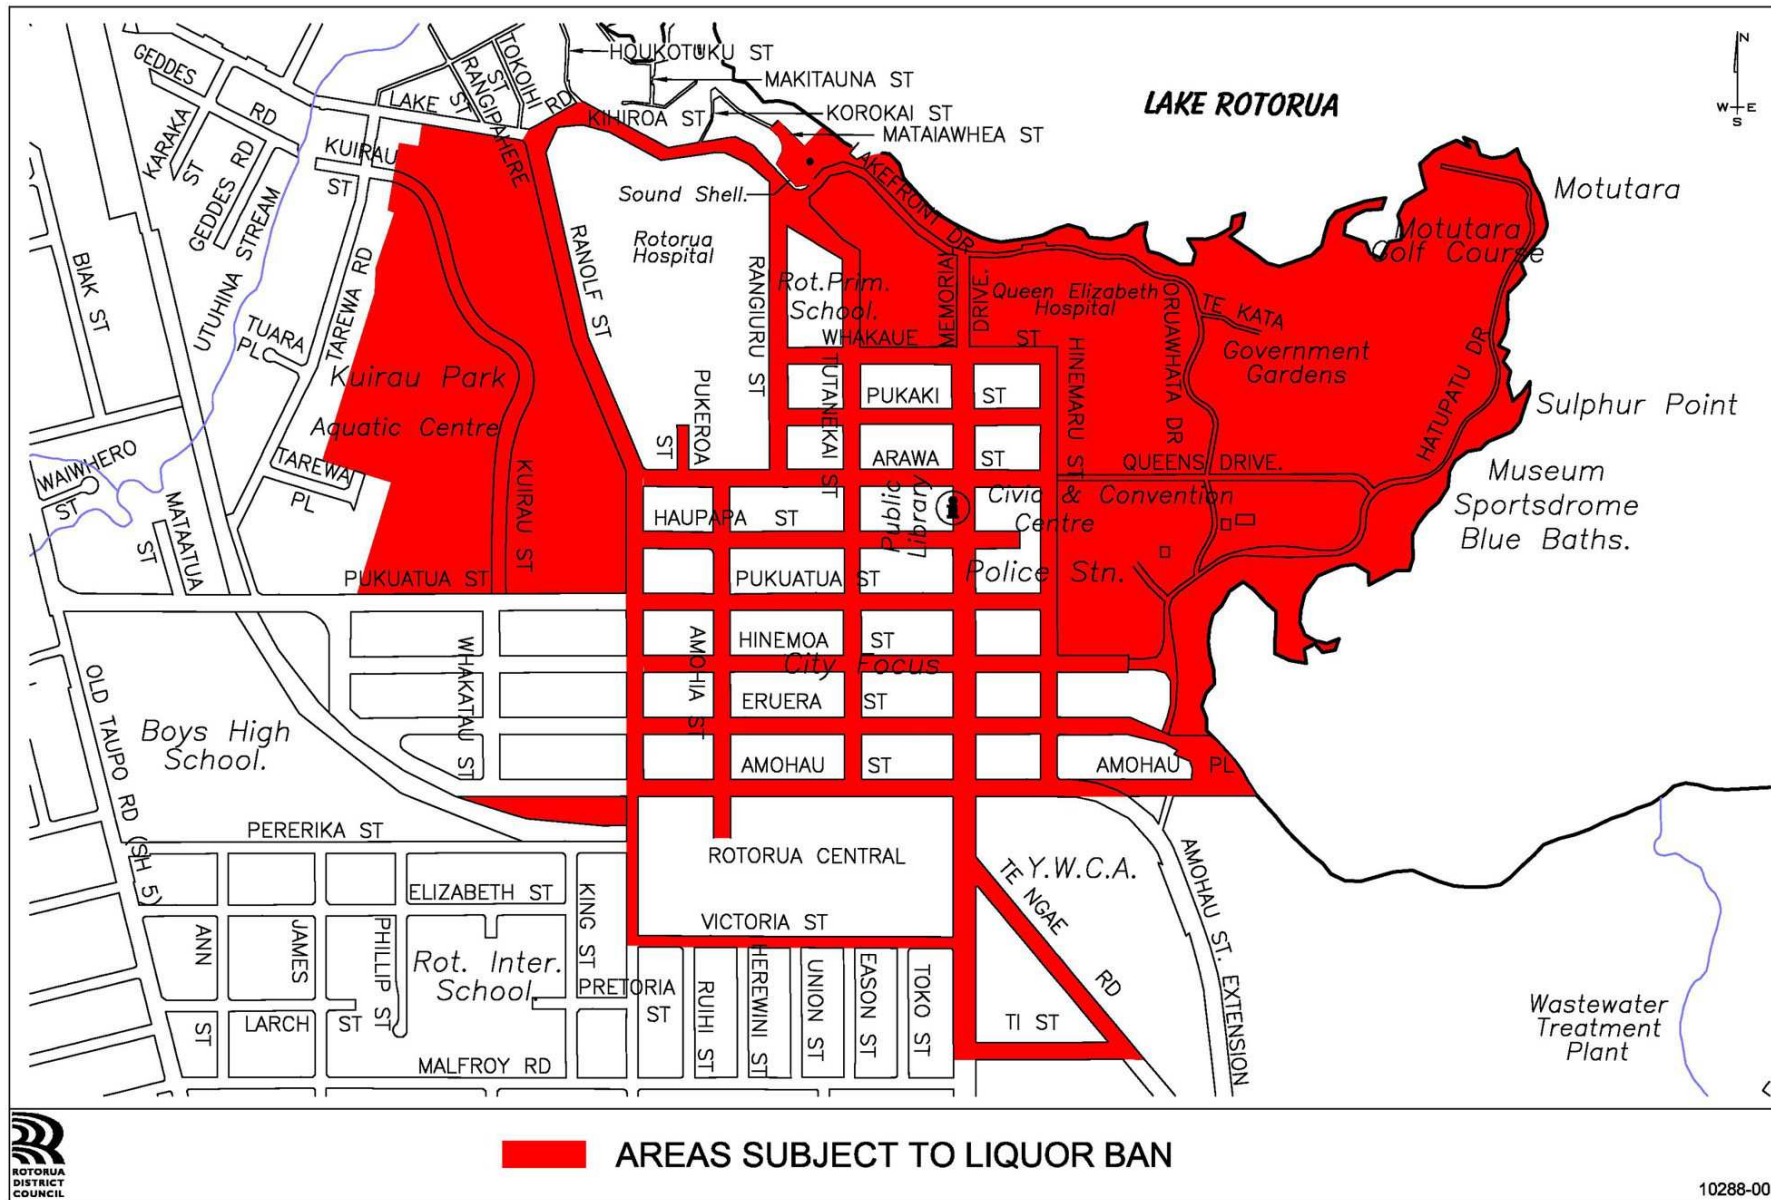 HOUKOTUKU ST
MAKITAUNA ST
KOROKAI ST
MATAIAWHEA ST
KIHIROA ST
LAKE ROTORUA
N
W E
S
GEDDES
RD
KARAKA
ST
GEDDES RD
UTUHINA STREAM
BIAK ST
LAKE ST
RANGIPAHERE
ST
TOKOIHI
RD
KUIRAU
ST
TAREWA RD
TUARA
PL
Kuirau Park
Aquatic Centre
TAREWA
PL
WAIWHERO
ST
MATAATUA
ST
KUIRAU ST
PUKUATUA ST
RANOLF ST
Sound Shell.
Rotorua
Hospital
LAKEFRONT DR
RANGIURU ST
Rot.Prim.
School.
WHAKAUE ST
MEMORIAL
DRIVE.
Queen Elizabeth
Hospital
ORUAWHATA DR
TE KATA
Government
Gardens
HINEMARU ST
Motutara
Golf Course
Motutara
HATUPATU DR
Sulphur Point
Museum
Sportsdrome
Blue Baths.
PUKEROA
ST
TUTANEKAI ST
PUKAKI ST
ARAWA ST
QUEENS DRIVE.
HAUPAPA ST
Public
Library
Civic & Convention
Centre
Police Stn.
PUKUATUA ST
AMOHIA ST
HINEMOA ST
City Focus
ERUERA ST
AMOHAU ST
AMOHAU PL
WHAKATAU ST
OLD TAUPO RD (SH 5)
Boys High
School.
PERERIKA ST
ROTORUA CENTRAL
Y.W.C.A.
TE NGAE
RD
AMOHAU ST. EXTENSION
ELIZABETH ST
KING ST
VICTORIA ST
ANN
ST
JAMES
ST
PHILLIP ST
Rot. Inter.
School.
PRETORIA
ST
RUIHI ST
HEREWINI ST
UNION ST
EASON ST
TOKO ST
TI ST
LARCH
MALFROY RD
Wastewater
Treatment
Plant
ROTORUA
DISTRICT
COUNCIL
AREAS SUBJECT TO LIQUOR BAN
10288-00